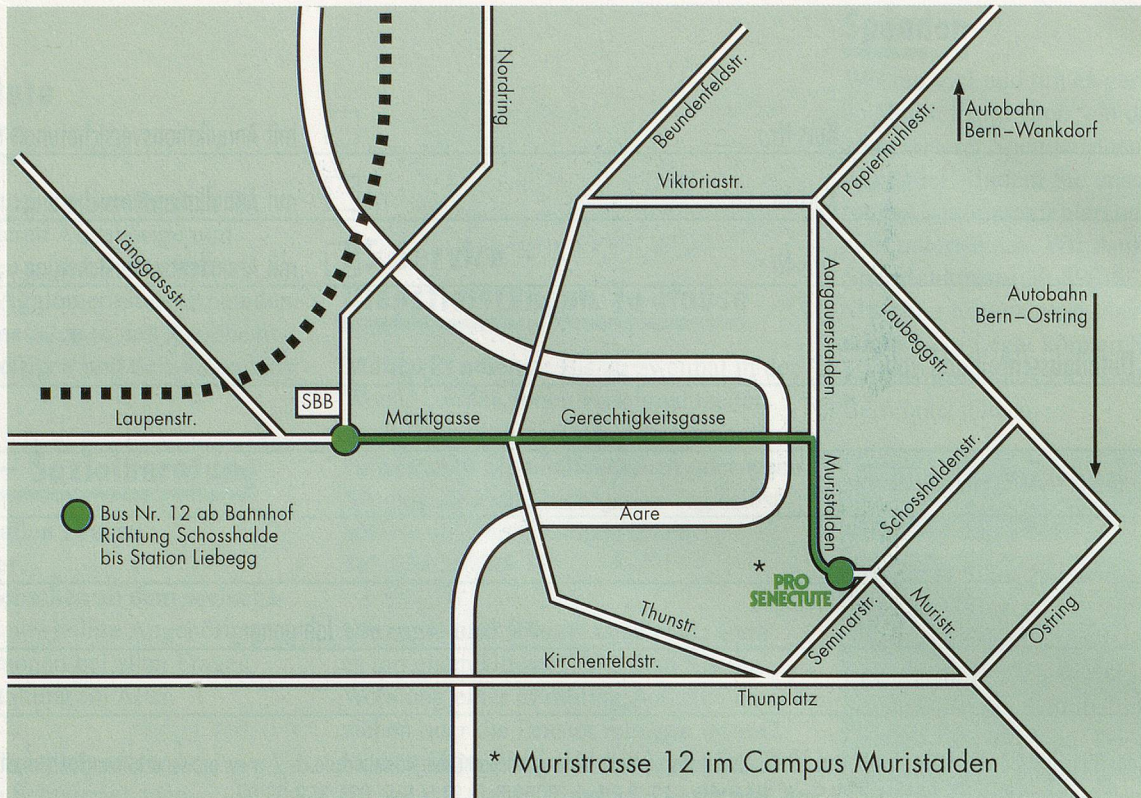 Nordring
Beundenfeldstr.
Papiermühlestr.
Autobahn
Bern–Wankdorf
Viktoriastr.
Länggassstr.
Aargauerstalden
Laubeggstr.
Autobahn
Bern–Ostring
SBB
Laupenstr.
Marktgasse
Gerechtigkeitsgasse
Muristalden
Schosshaldenstr.
Bus Nr. 12 ab Bahnhof
Richtung Schosshalde
bis Station Liebegg
Aare
*
PRO
SENECTUTE
Thunstr.
Seminarstr.
Muristr.
Ostring
Kirchenfeldstr.
Thunplatz
* Muristrasse 12 im Campus Muristalden